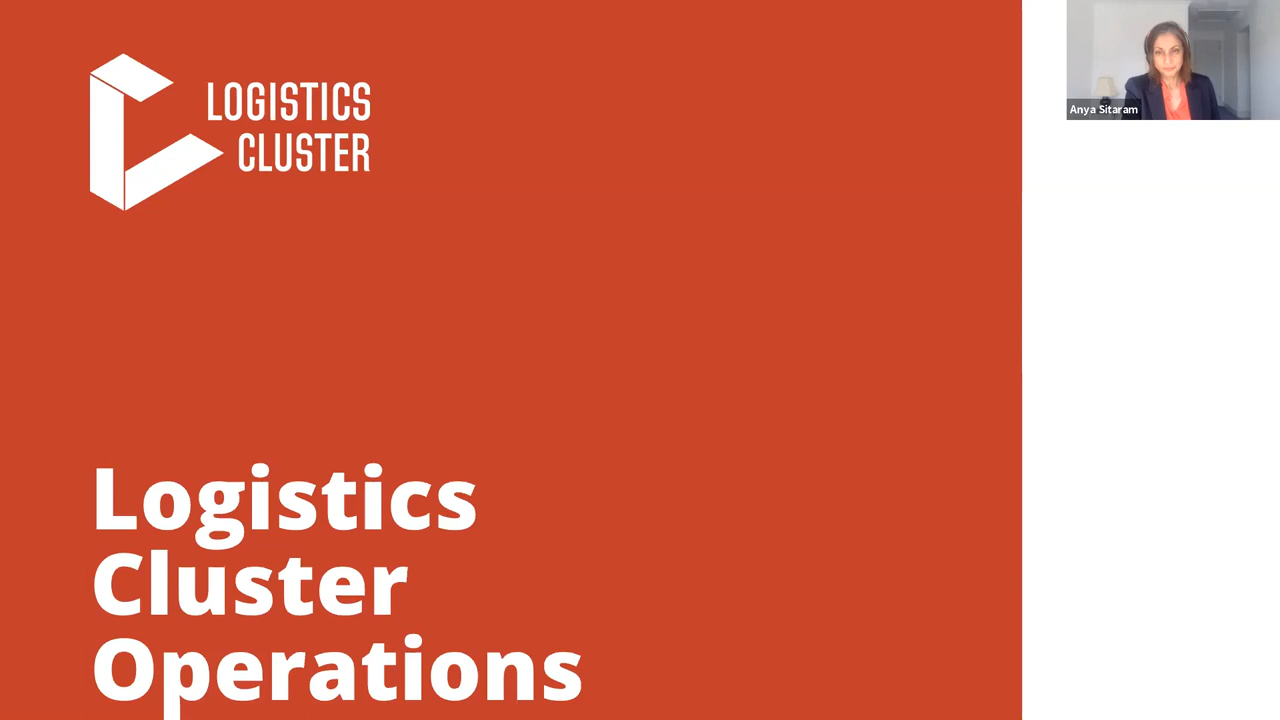 LOGISTICS
CLUSTER
Anya Sitaram
Logistics
Cluster
Operations